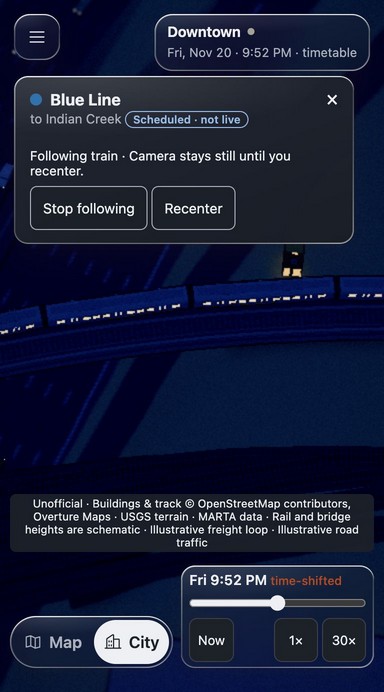 Downtown
Fri, Nov 20 · 9:52 PM · timetable
Blue Line
to Indian Creek Scheduled · not live
Following train · Camera stays still until you
recenter.
Stop following Recenter
Unofficial · Buildings & track © OpenStreetMap contributors,
Overture Maps · USGS terrain · MARTA data · Rail and bridge
heights are schematic · Illustrative freight loop · Illustrative road
traffic
Fri 9:52 PM time-shifted
Now 1× 30×
Map City